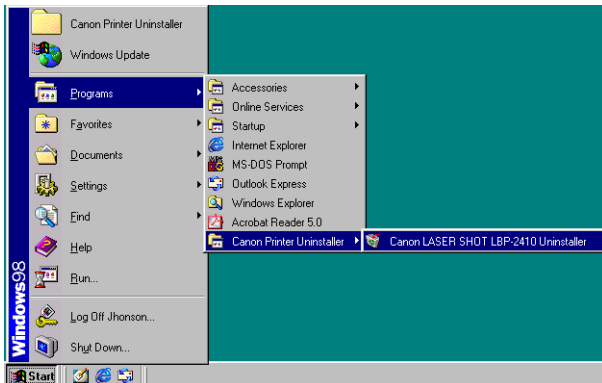 Canon Printer Uninstaller
Windows Update
Programs
Favorites
Documents
Settings
Find
Help
Run...
Log Off Jhonson...
Shut Down...
Windows98
Accessories
Online Services
Startup
Internet Explorer
MS-DOS Prompt
Outlook Express
Windows Explorer
Acrobat Reader 5.0
Canon Printer Uninstaller
Canon LASER SHOT LBP-2410 Uninstaller
Start